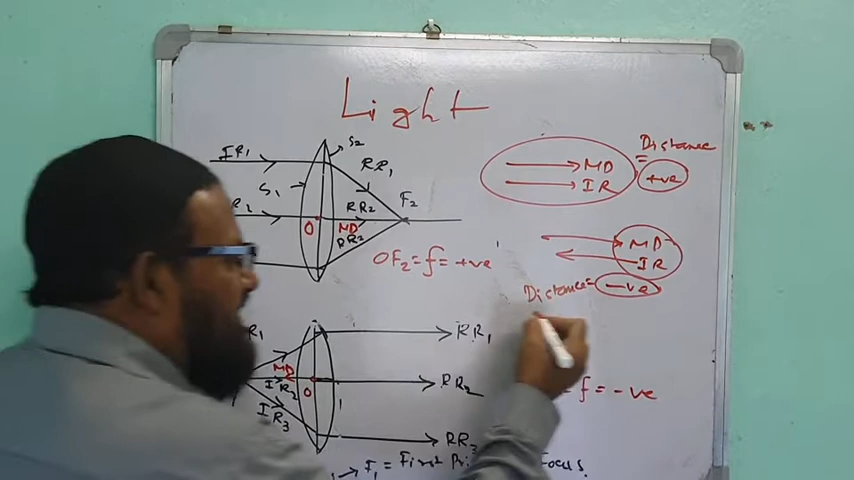 Light
IR1
S2
S1
RR1
F2
RR2
O
MD
RR2
OF2 = f = +ve
MD
IR
Distance
=
+ve
MD
IR
Distance = -ve
R1
RR1
MD
IR2
O
RR2
IR3
RR3
f = -ve
F1 = First
Focus.